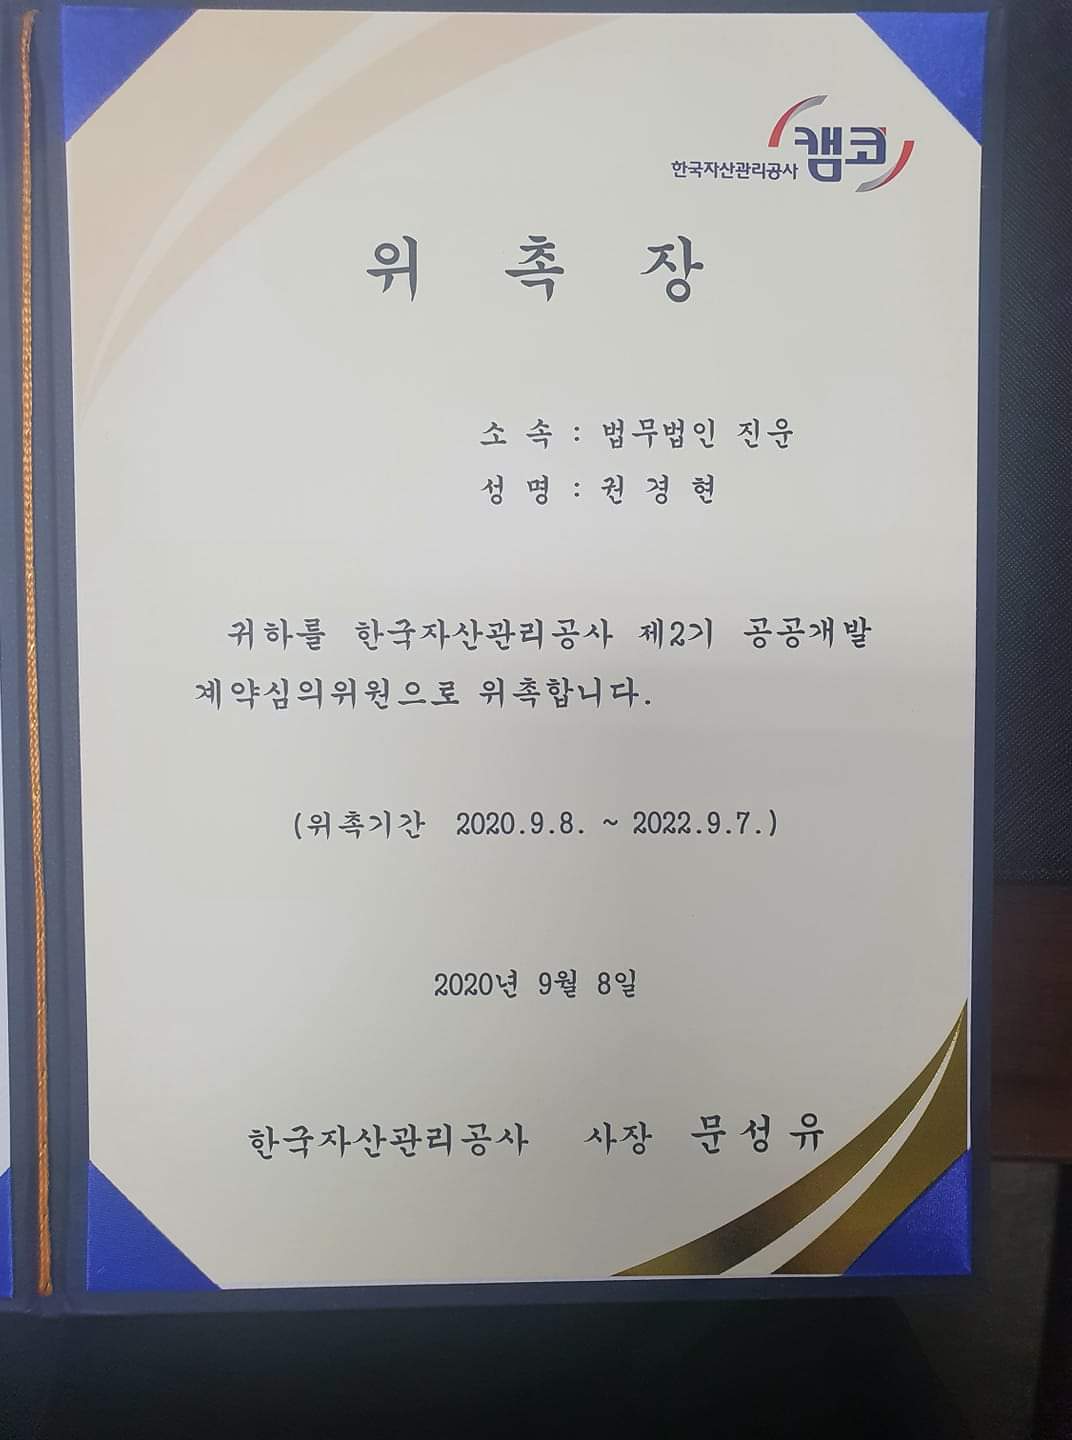 한국자산관리공사 캠코
위 촉 장
소 속 : 법무법인 진운
성 명 : 권 경 현
귀하를 한국자산관리공사 제2기 공공개발
계약심의위원으로 위촉합니다.
(위촉기간 2020.9.8. ~ 2022.9.7.)
2020년 9월 8일
한국자산관리공사 사장 문성유